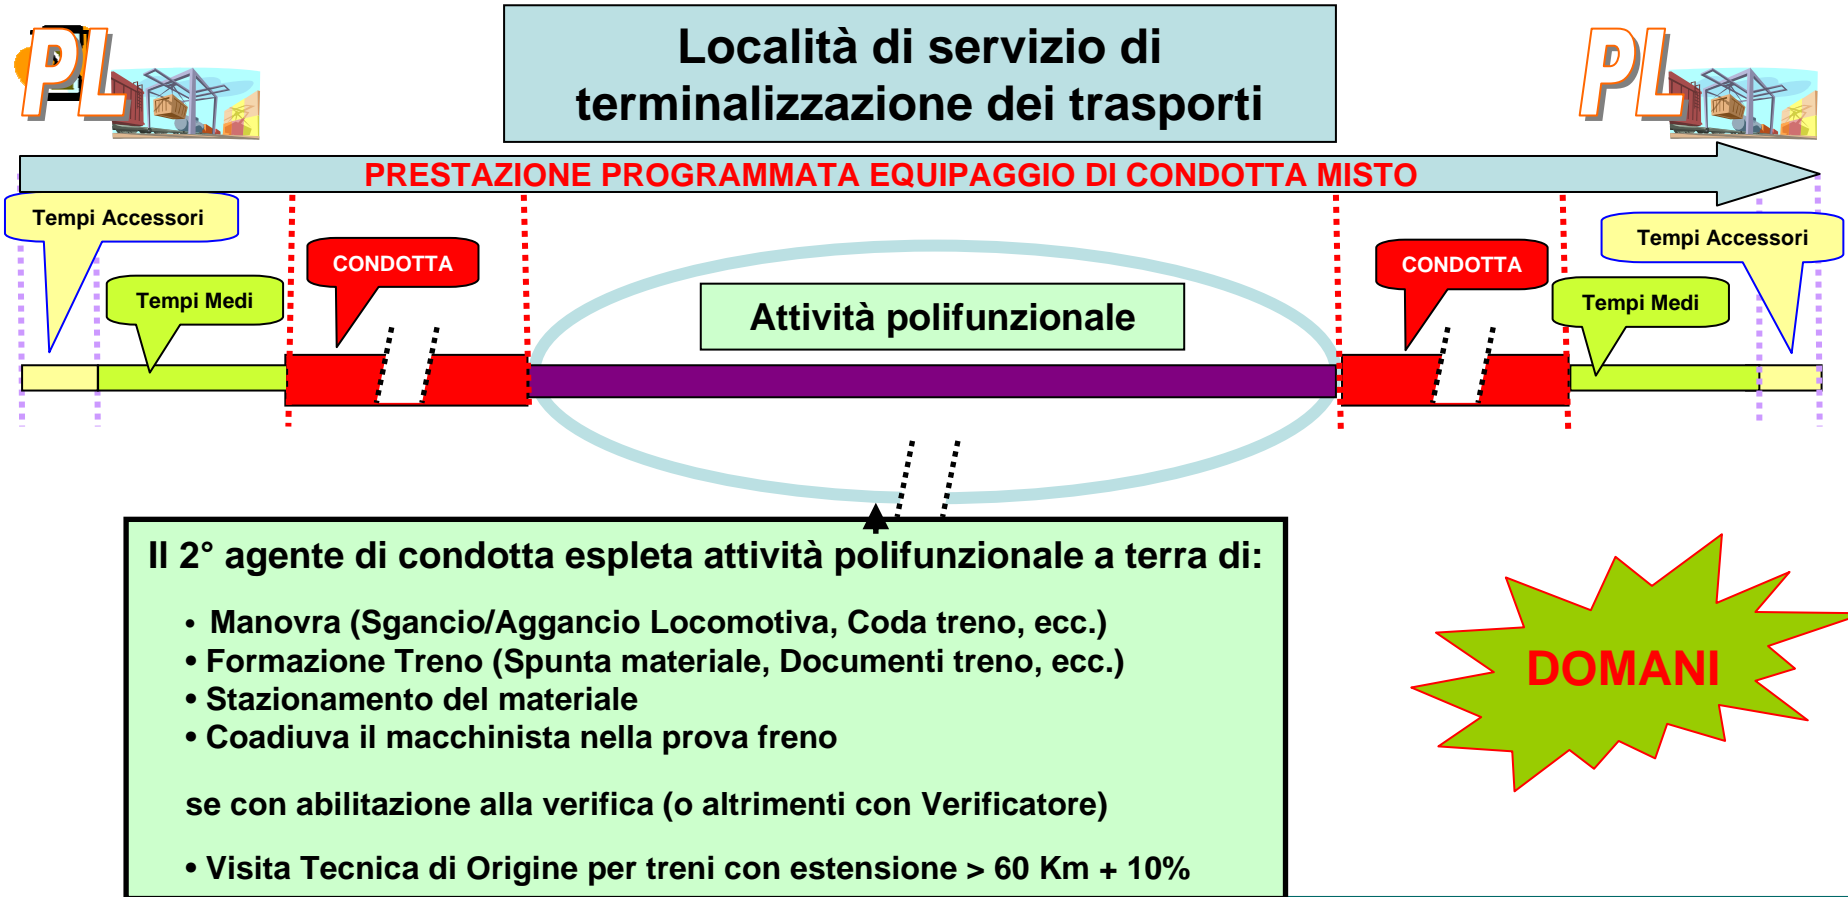 PL
Località di servizio di
terminalizzazione dei trasporti
PL
PRESTAZIONE PROGRAMMATA EQUIPAGGIO DI CONDOTTA MISTO
Tempi Accessori
Tempi Medi
CONDOTTA
Attività polifunzionale
CONDOTTA
Tempi Medi
Tempi Accessori
Il 2° agente di condotta espleta attività polifunzionale a terra di:
• Manovra (Sgancio/Aggancio Locomotiva, Coda treno, ecc.)
• Formazione Treno (Spunta materiale, Documenti treno, ecc.)
• Stazionamento del materiale
• Coadiuva il macchinista nella prova freno
se con abilitazione alla verifica (o altrimenti con Verificatore)
• Visita Tecnica di Origine per treni con estensione > 60 Km + 10%
DOMANI